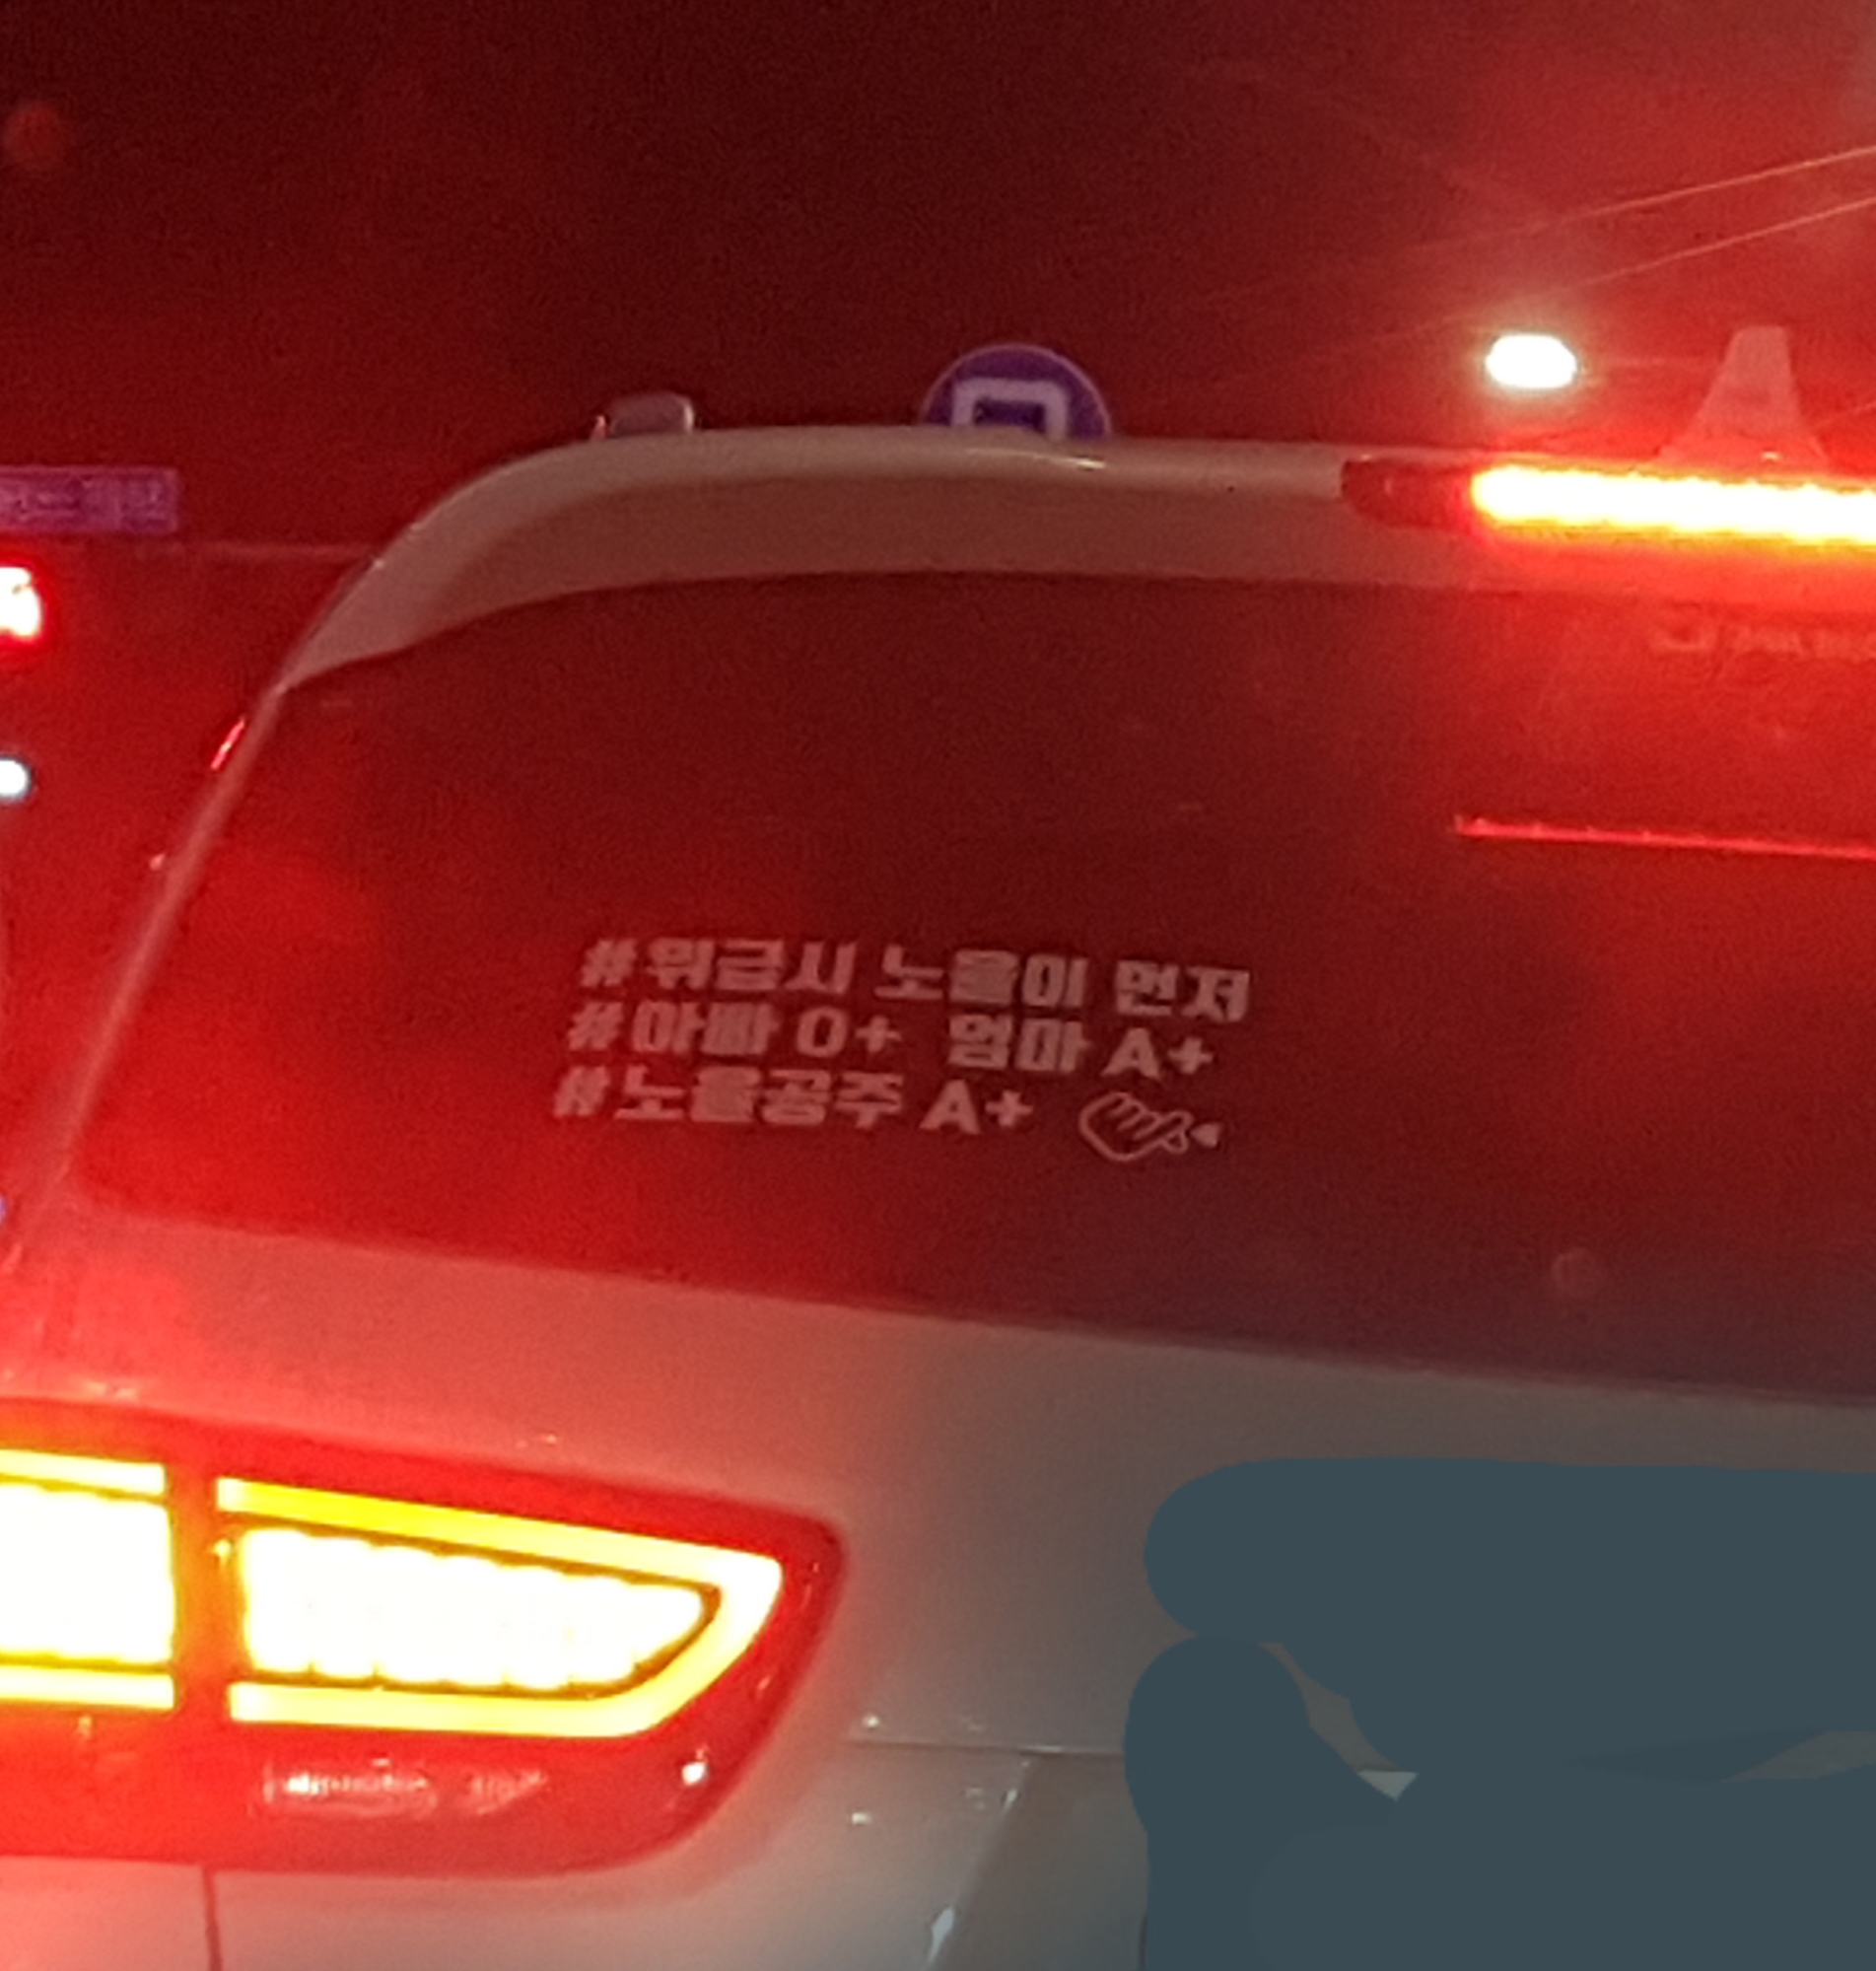 #위급시 노을이 먼저
#아빠 O+ 엄마 A+
#노을공주 A+